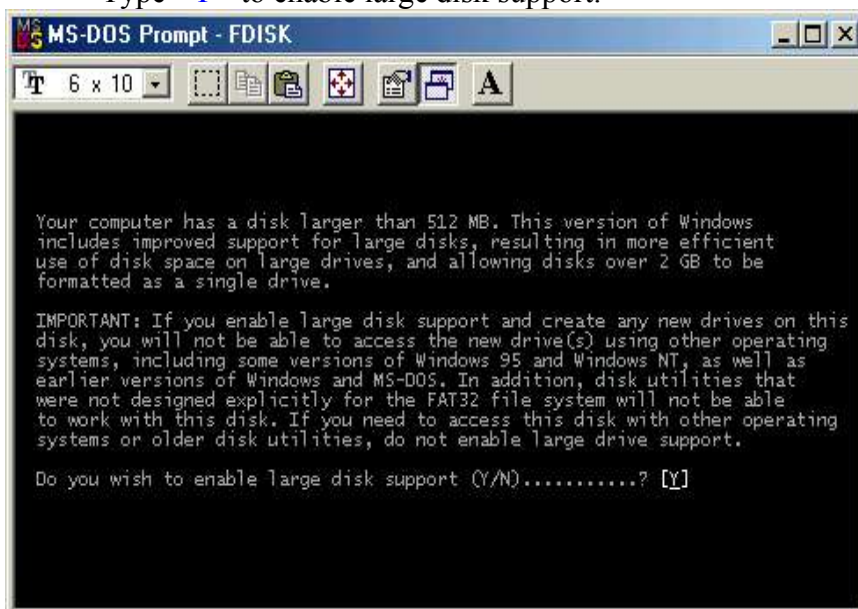 Type "Y" to enable large disk support.
MS-DOS Prompt - FDISK
6 x 10
A
Your computer has a disk larger than 512 MB. This version of Windows
includes improved support for large disks, resulting in more efficient
use of disk space on large drives, and allowing disks over 2 GB to be
formatted as a single drive.
IMPORTANT: If you enable large disk support and create any new drives on this
disk, you will not be able to access the new drive(s) using other operating
systems, including some versions of Windows 95 and Windows NT, as well as
earlier versions of Windows and MS-DOS. In addition, disk utilities that
were not designed explicitly for the FAT32 file system will not be able
to work with this disk. If you need to access this disk with other operating
systems or older disk utilities, do not enable large drive support.
Do you wish to enable large disk support (Y/N)...........? [Y]